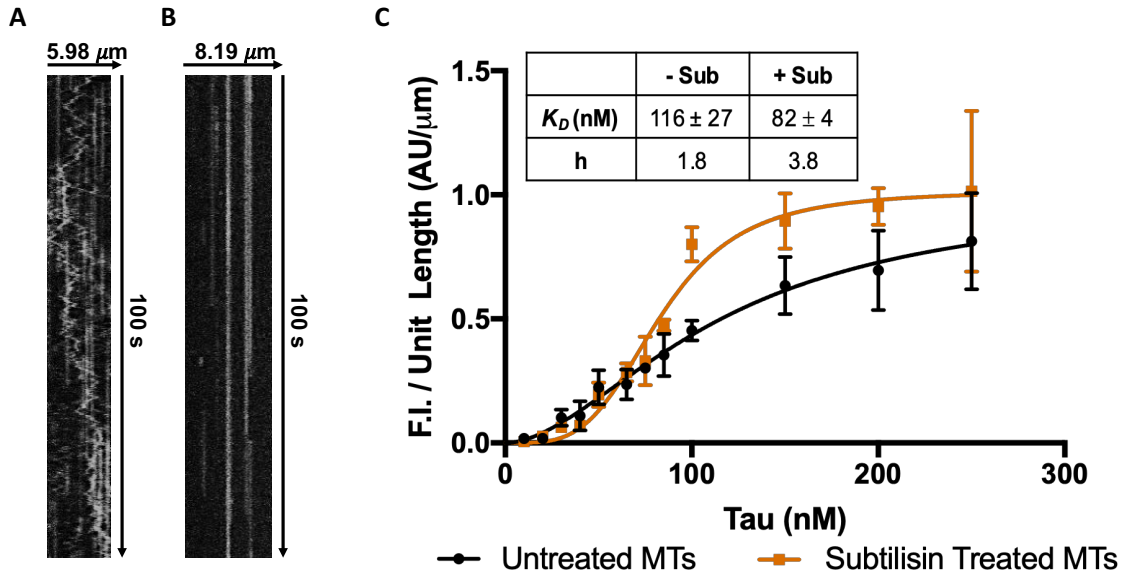 A
B
C
5.98 μm
8.19 μm
100 s
100 s
F.I. / Unit Length (AU/μm)
1.5
1.0
0.5
0.0
- Sub + Sub
K_D (nM) 116 ± 27 82 ± 4
h 1.8 3.8
0 100 200 300
Tau (nM)
Untreated MTs Subtilisin Treated MTs